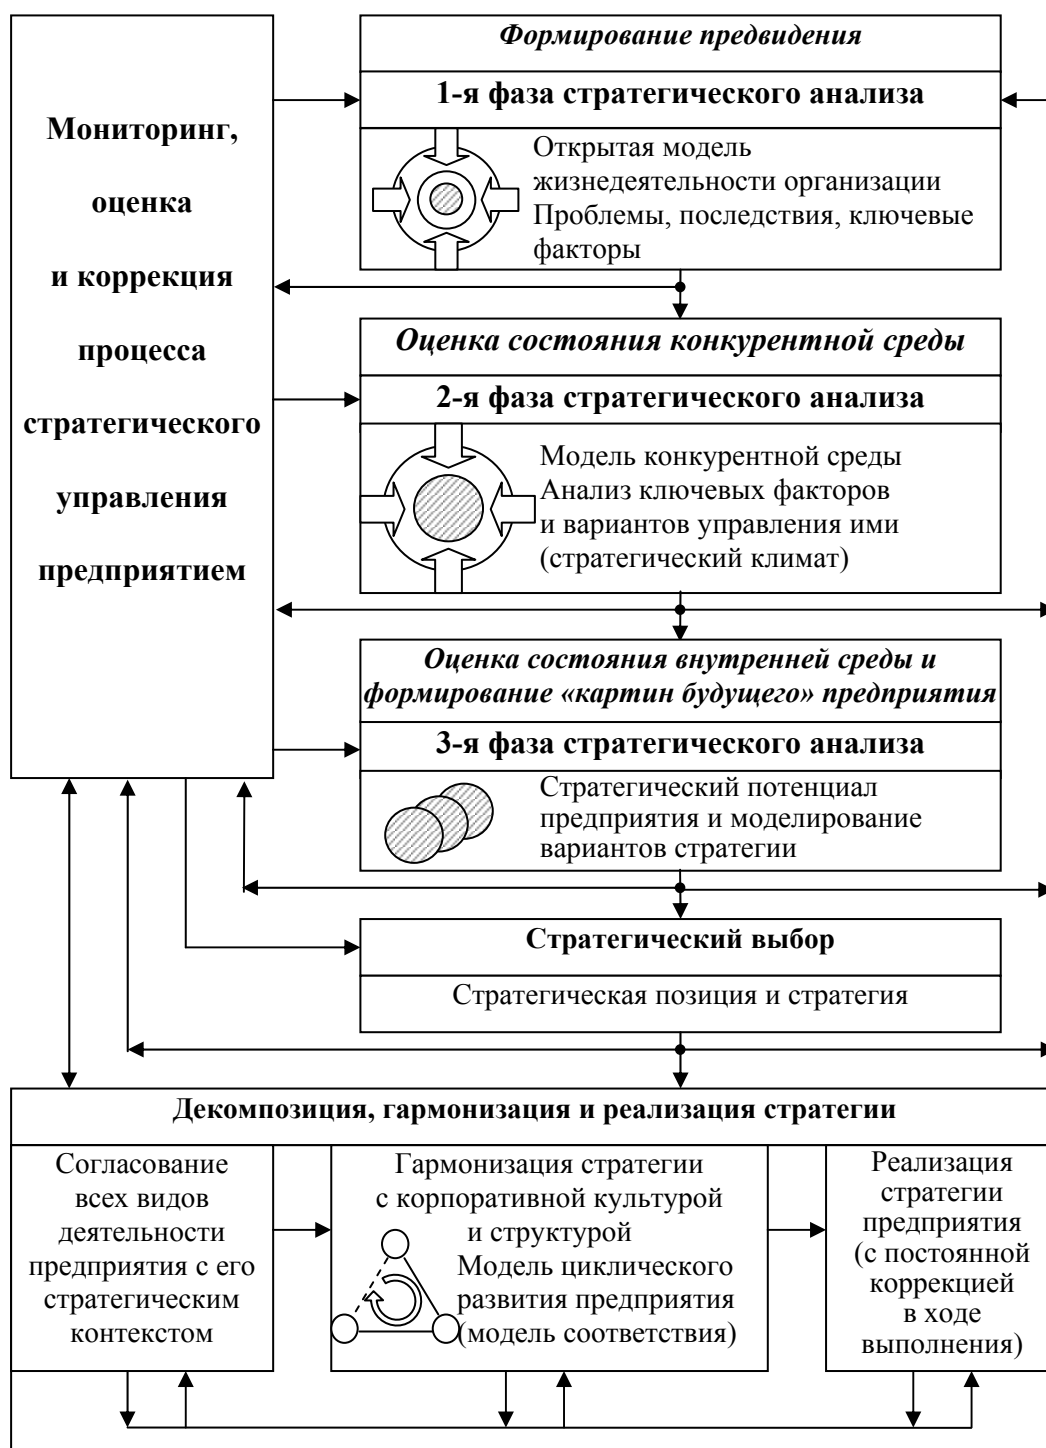 Мониторинг,
оценка
и коррекция
процесса
стратегического
управления
предприятием
Формирование предвидения
1-я фаза стратегического анализа
Открытая модель
жизнедеятельности организации
Проблемы, последствия, ключевые
факторы
Оценка состояния конкурентной среды
2-я фаза стратегического анализа
Модель конкурентной среды
Анализ ключевых факторов
и вариантов управления ими
(стратегический климат)
Оценка состояния внутренней среды и
формирование «картин будущего» предприятия
3-я фаза стратегического анализа
Стратегический потенциал
предприятия и моделирование
вариантов стратегии
Стратегический выбор
Стратегическая позиция и стратегия
Декомпозиция, гармонизация и реализация стратегии
Согласование
всех видов
деятельности
предприятия с его
стратегическим
контекстом
Гармонизация стратегии
с корпоративной культурой
и структурой
Модель циклического
развития предприятия
(модель соответствия)
Реализация
стратегии
предприятия
(с постоянной
коррекцией
в ходе
выполнения)